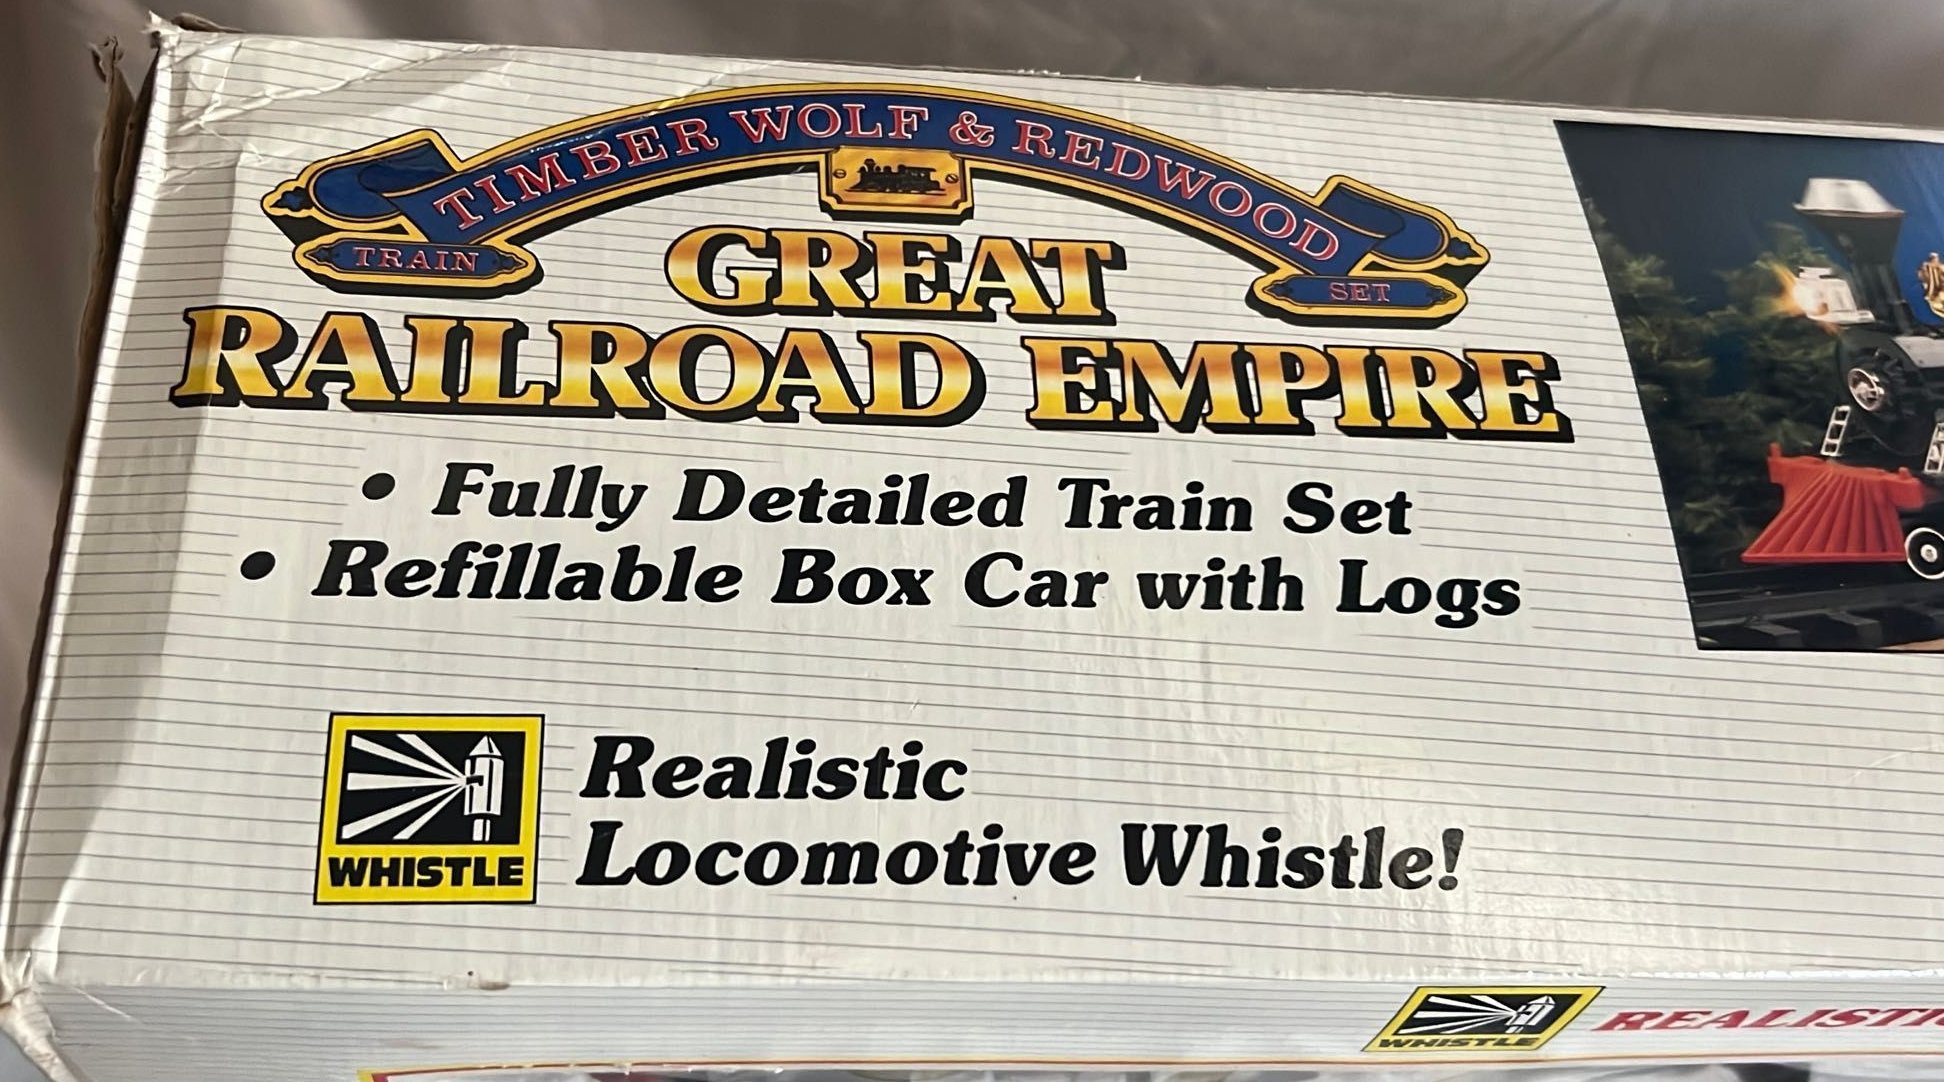 TIMBER WOLF & REDWOOD
TRAIN SET
GREAT
RAILROAD EMPIRE
• Fully Detailed Train Set
• Refillable Box Car with Logs
WHISTLE
Realistic
Locomotive Whistle!
WHISTLE